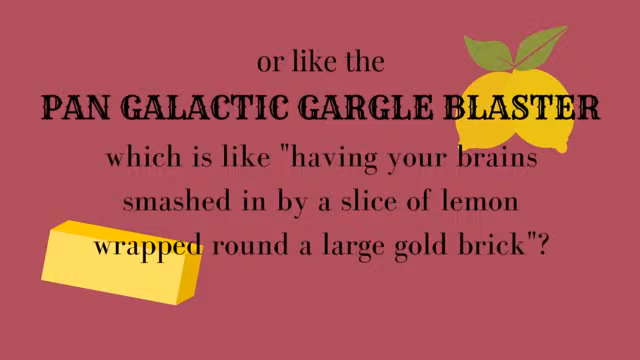 or like the
PAN GALACTIC GARGLE BLASTER
which is like "having your brains
smashed in by a slice of lemon
wrapped round a large gold brick"?